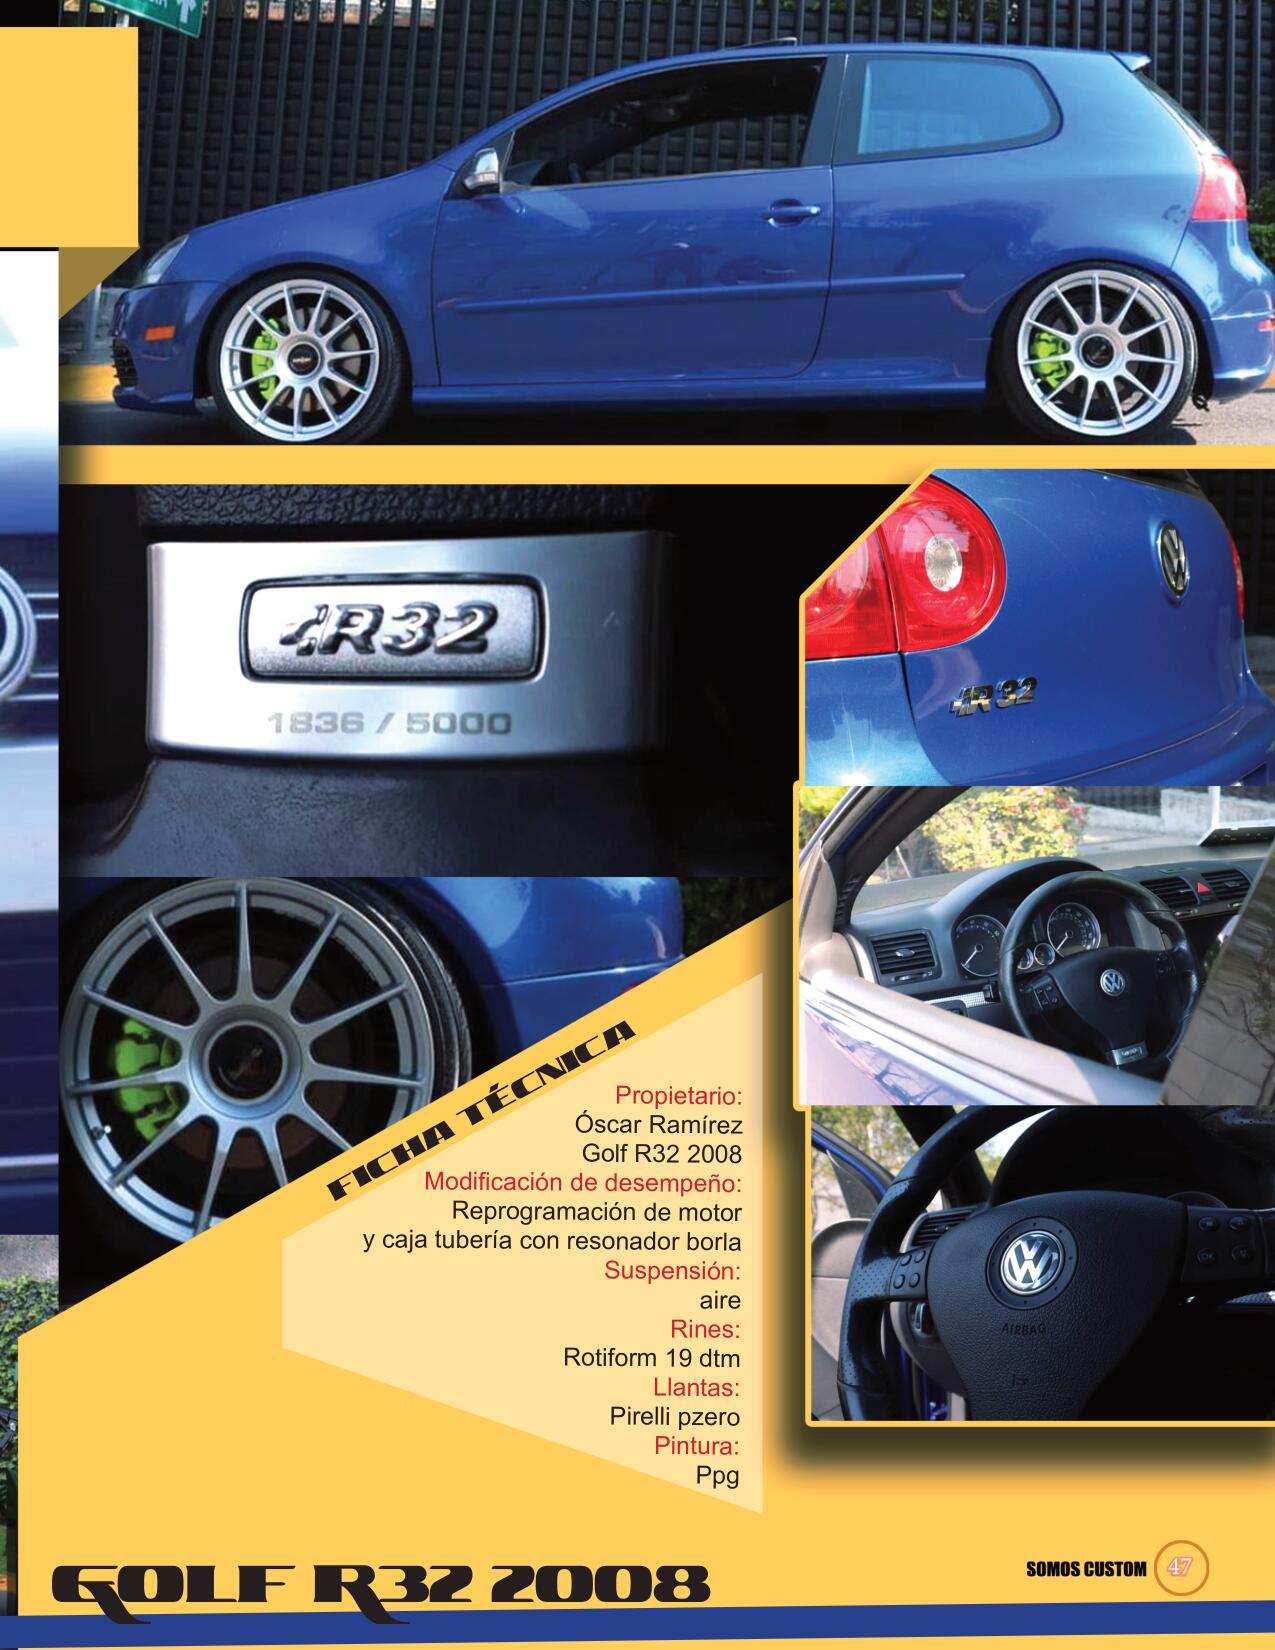 R32
1836 / 5000
R32
FICHA TÉCNICA
Propietario:
Óscar Ramírez
Golf R32 2008
Modificación de desempeño:
Reprogramación de motor
y caja tubería con resonador borla
Suspensión:
aire
Rines:
Rotiform 19 dtm
Llantas:
Pirelli pzero
Pintura:
Ppg
AIRBAG
OK
GOLF R32 2008
SOMOS CUSTOM 47